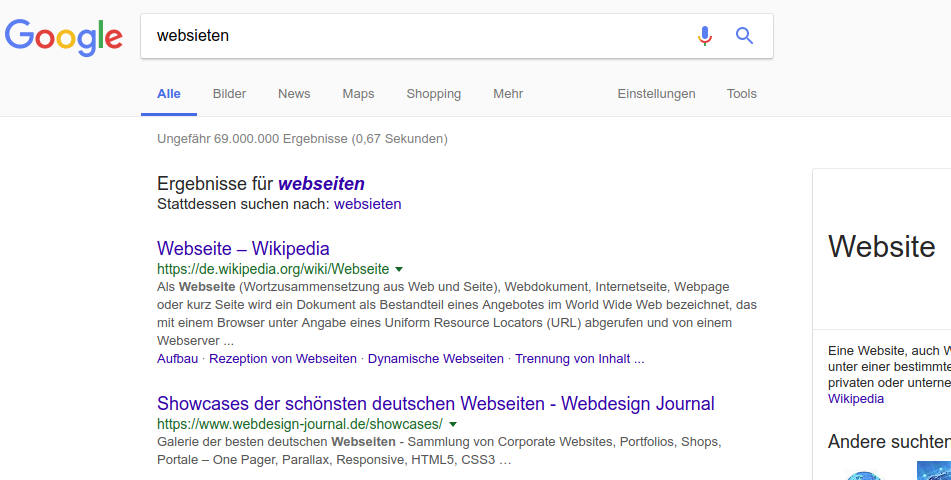 Google
websieten
Alle Bilder News Maps Shopping Mehr Einstellungen Tools
Ungefähr 69.000.000 Ergebnisse (0,67 Sekunden)
Ergebnisse für webseiten
Stattdessen suchen nach: websieten
Webseite – Wikipedia
https://de.wikipedia.org/wiki/Webseite
Als Webseite (Wortzusammensetzung aus Web und Seite), Webdokument, Internetseite, Webpage
oder kurz Seite wird ein Dokument als Bestandteil eines Angebotes im World Wide Web bezeichnet, das
mit einem Browser unter Angabe eines Uniform Resource Locators (URL) abgerufen und von einem
Webserver ...
Aufbau · Rezeption von Webseiten · Dynamische Webseiten · Trennung von Inhalt ...
Showcases der schönsten deutschen Webseiten - Webdesign Journal
https://www.webdesign-journal.de/showcases/
Galerie der besten deutschen Webseiten - Sammlung von Corporate Websites, Portfolios, Shops,
Portale – One Pager, Parallax, Responsive, HTML5, CSS3 …
Website
Eine Website, auch W
unter einer bestimmte
privaten oder unterne
Wikipedia
Andere suchten